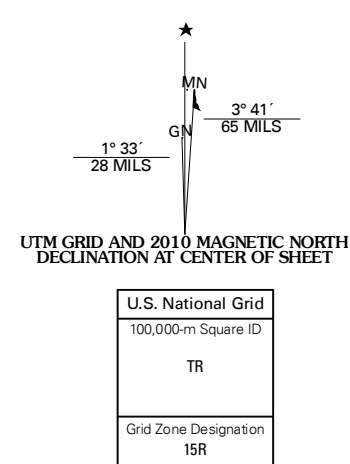 ★
MN
3° 41´
65 MILS
GN
1° 33´
28 MILS
UTM GRID AND 2010 MAGNETIC NORTH
DECLINATION AT CENTER OF SHEET
U.S. National Grid
100,000-m Square ID
TR
Grid Zone Designation
15R